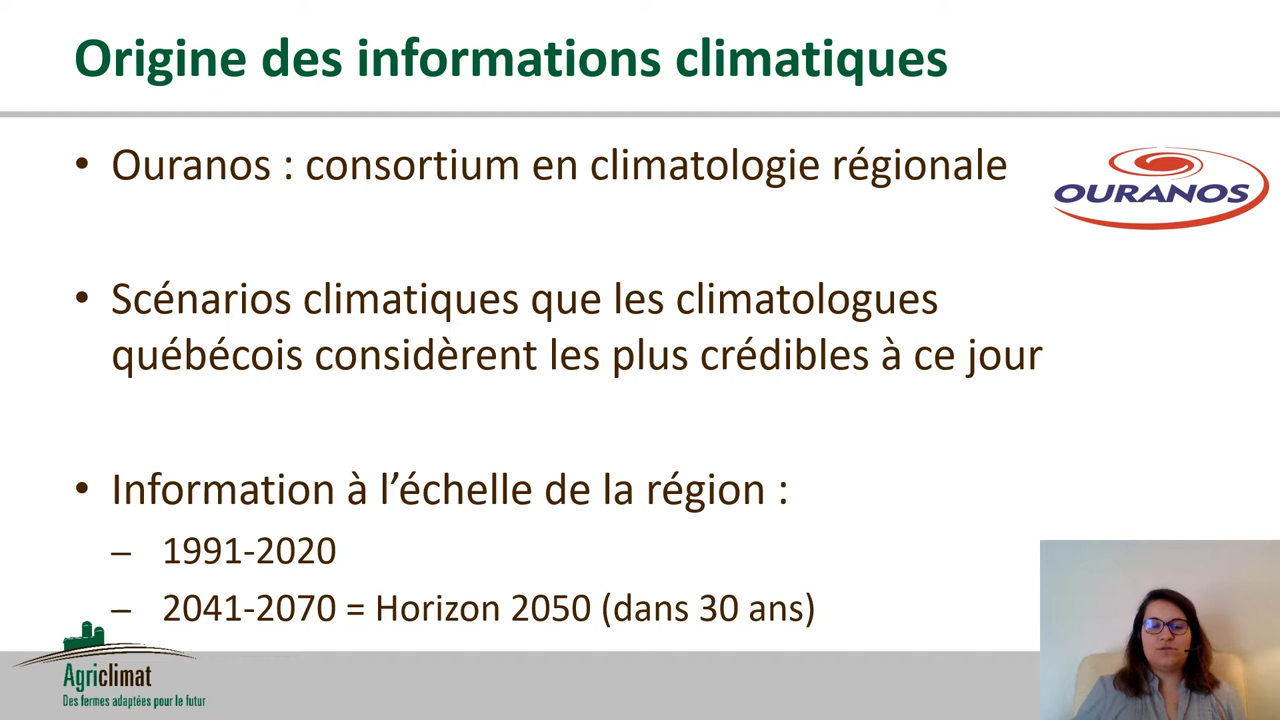 Origine des informations climatiques
• Ouranos : consortium en climatologie régionale
OURANOS
• Scénarios climatiques que les climatologues
québécois considèrent les plus crédibles à ce jour
• Information à l’échelle de la région :
– 1991-2020
– 2041-2070 = Horizon 2050 (dans 30 ans)
Agriclimat
Des fermes adaptées pour le futur